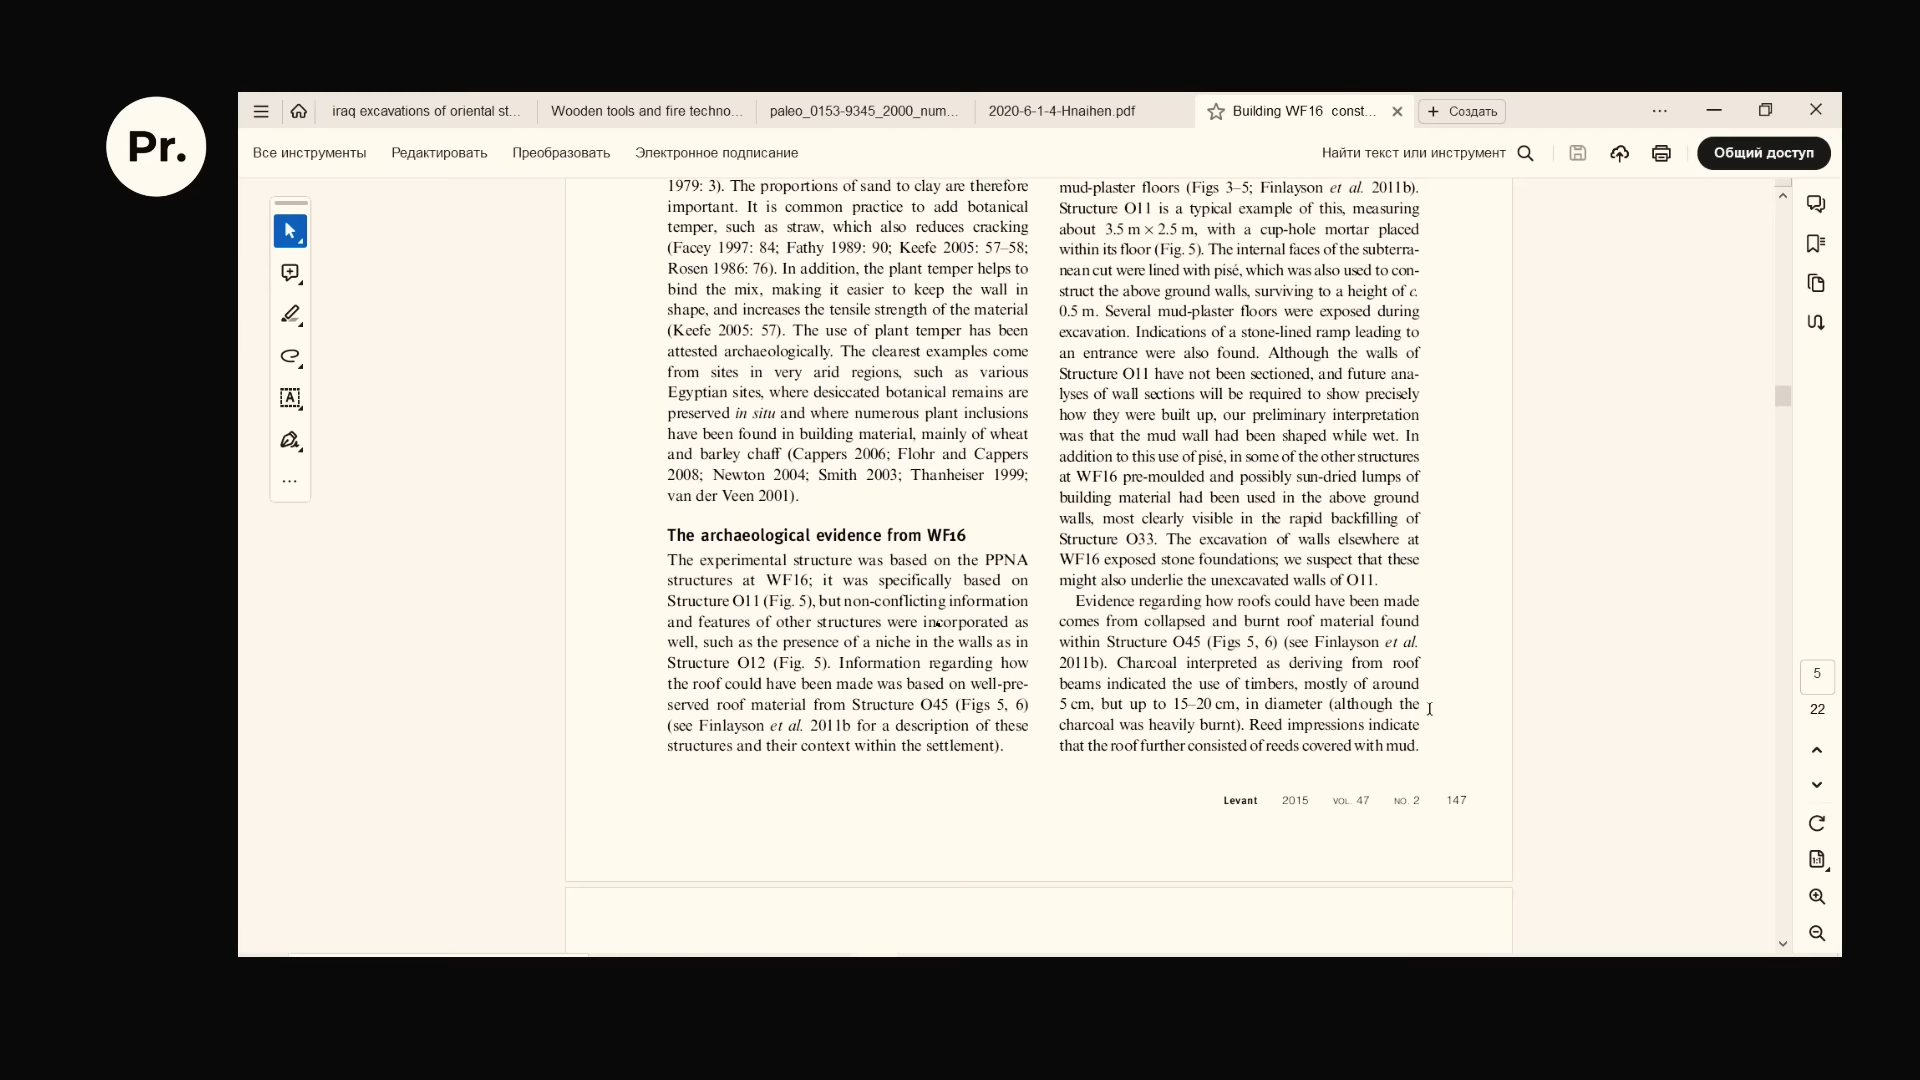 Pr.
iraq excavations of oriental st...
Wooden tools and fire techno...
paleo_0153-9345_2000_num...
2020-6-1-4-Hnaihen.pdf
Building WF16 const...
Создать
Все инструменты
Редактировать
Преобразовать
Электронное подписание
Найти текст или инструмент
Общий доступ
1979: 3). The proportions of sand to clay are therefore
important. It is common practice to add botanical
temper, such as straw, which also reduces cracking
(Facey 1997: 84; Fathy 1989: 90; Keefe 2005: 57–58;
Rosen 1986: 76). In addition, the plant temper helps to
bind the mix, making it easier to keep the wall in
shape, and increases the tensile strength of the material
(Keefe 2005: 57). The use of plant temper has been
attested archaeologically. The clearest examples come
from sites in very arid regions, such as various
Egyptian sites, where desiccated botanical remains are
preserved in situ and where numerous plant inclusions
have been found in building material, mainly of wheat
and barley chaff (Cappers 2006; Flohr and Cappers
2008; Newton 2004; Smith 2003; Thanheiser 1999;
van der Veen 2001).
The archaeological evidence from WF16
The experimental structure was based on the PPNA
structures at WF16; it was specifically based on
Structure O11 (Fig. 5), but non-conflicting information
and features of other structures were incorporated as
well, such as the presence of a niche in the walls as in
Structure O12 (Fig. 5). Information regarding how
the roof could have been made was based on well-pre-
served roof material from Structure O45 (Figs 5, 6)
(see Finlayson et al. 2011b for a description of these
structures and their context within the settlement).
mud-plaster floors (Figs 3–5; Finlayson et al. 2011b).
Structure O11 is a typical example of this, measuring
about 3.5 m × 2.5 m, with a cup-hole mortar placed
within its floor (Fig. 5). The internal faces of the subterra-
nean cut were lined with pisé, which was also used to con-
struct the above ground walls, surviving to a height of c.
0.5 m. Several mud-plaster floors were exposed during
excavation. Indications of a stone-lined ramp leading to
an entrance were also found. Although the walls of
Structure O11 have not been sectioned, and future ana-
lyses of wall sections will be required to show precisely
how they were built up, our preliminary interpretation
was that the mud wall had been shaped while wet. In
addition to this use of pisé, in some of the other structures
at WF16 pre-moulded and possibly sun-dried lumps of
building material had been used in the above ground
walls, most clearly visible in the rapid backfilling of
Structure O33. The excavation of walls elsewhere at
WF16 exposed stone foundations; we suspect that these
might also underlie the unexcavated walls of O11.
Evidence regarding how roofs could have been made
comes from collapsed and burnt roof material found
within Structure O45 (Figs 5, 6) (see Finlayson et al.
2011b). Charcoal interpreted as deriving from roof
beams indicated the use of timbers, mostly of around
5 cm, but up to 15–20 cm, in diameter (although the
charcoal was heavily burnt). Reed impressions indicate
that the roof further consisted of reeds covered with mud.
Levant 2015 VOL. 47 NO. 2 147
5
22